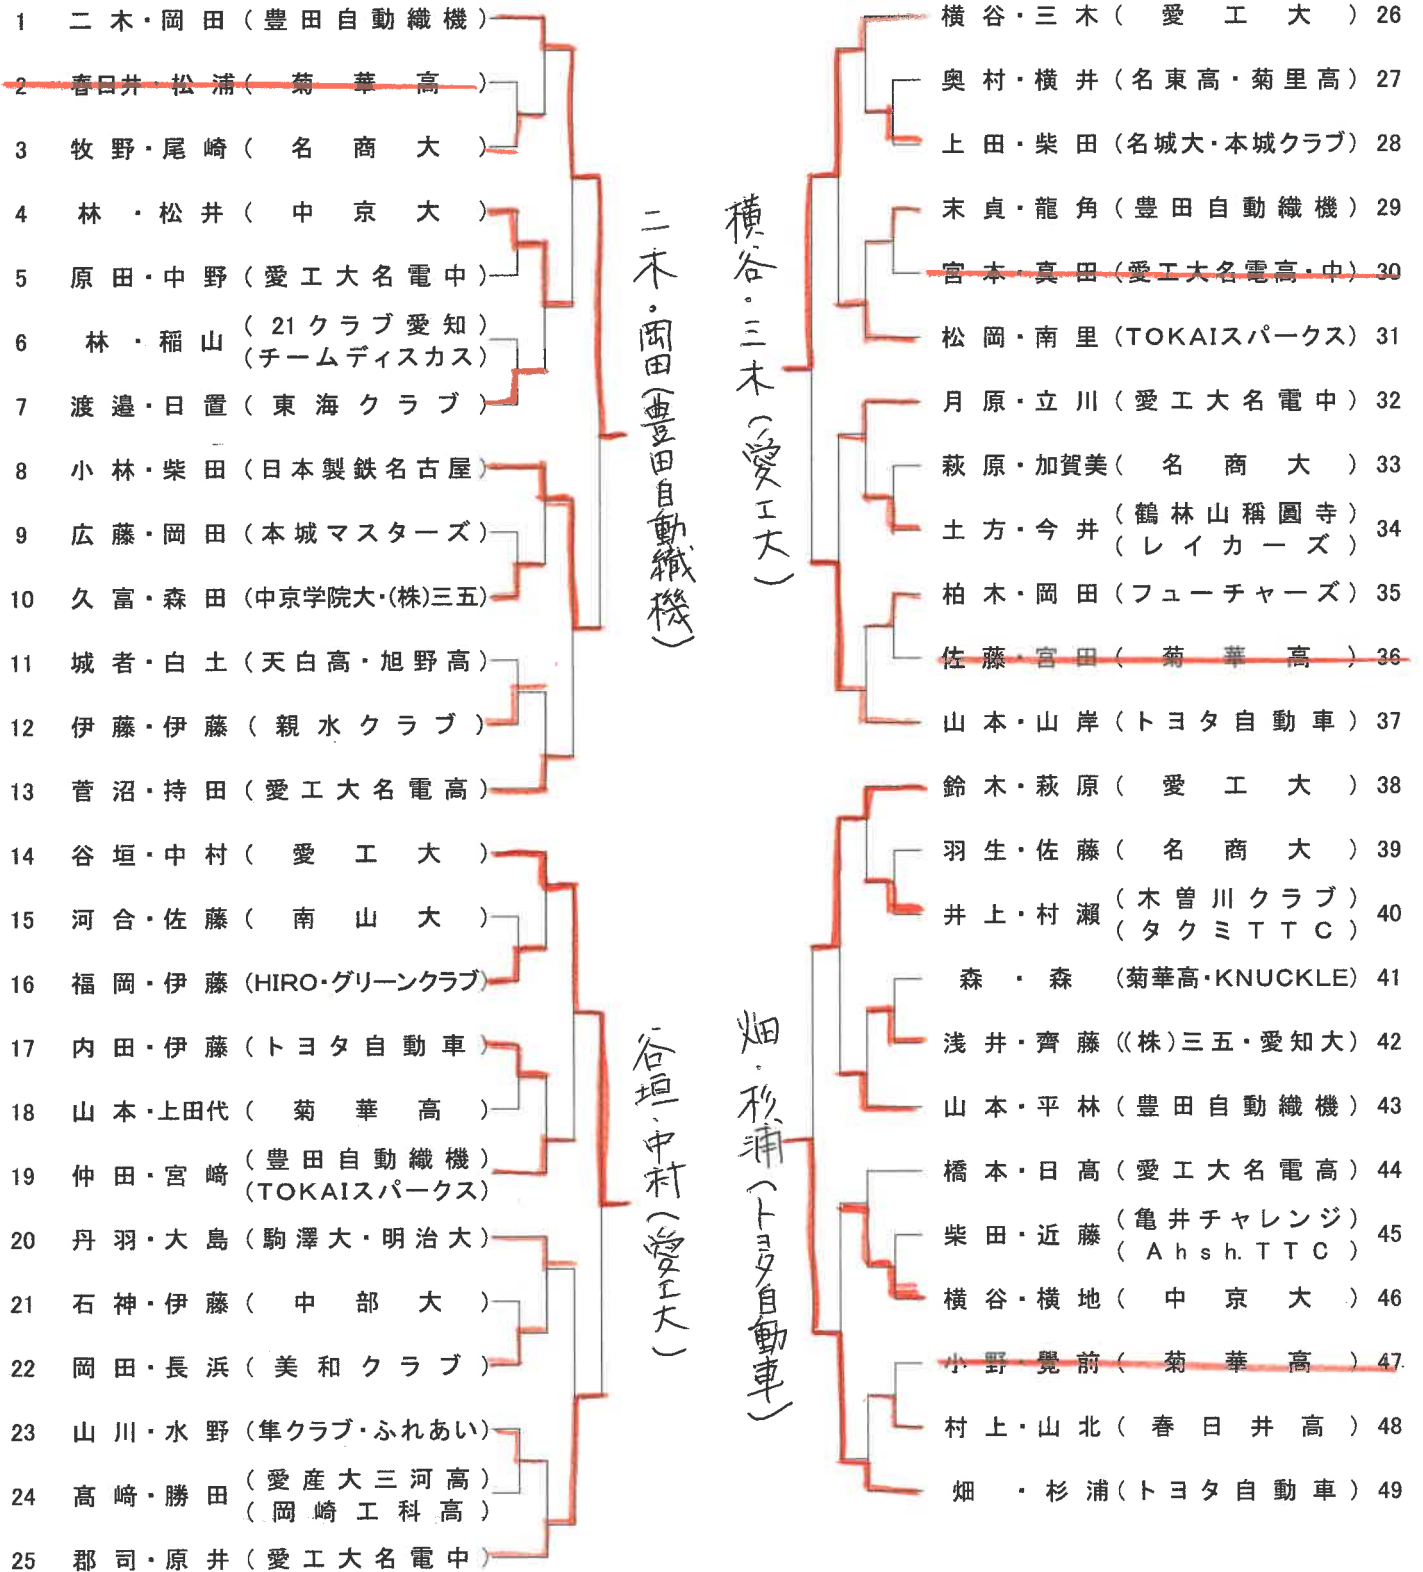 1 二木・岡田(豊田自動織機)
2 春日井・松浦(菊華高)
3 牧野・尾崎(名商大)
4 林・松井(中京大)
5 原田・中野(愛工大名電中)
6 林・稲山(21クラブ愛知)
(チームディスカス)
7 渡邉・日置(東海クラブ)
8 小林・柴田(日本製鉄名古屋)
9 広藤・岡田(本城マスターズ)
10 久富・森田(中京学院大・(株)三五)
11 城者・白土(天白高・旭野高)
12 伊藤・伊藤(親水クラブ)
13 菅沼・持田(愛工大名電高)
14 谷垣・中村(愛工大)
15 河合・佐藤(南山大)
16 福岡・伊藤(HIRO・グリーンクラブ)
17 内田・伊藤(トヨタ自動車)
18 山本・上田代(菊華高)
19 仲田・宮﨑(豊田自動織機)
(TOKAIスパークス)
20 丹羽・大島(駒澤大・明治大)
21 石神・伊藤(中部大)
22 岡田・長浜(美和クラブ)
23 山川・水野(隼クラブ・ふれあい)
24 髙﨑・勝田(愛産大三河高)
(岡崎工科高)
25 郡司・原井(愛工大名電中)
二木・岡田(豊田自動織機)
谷垣・中村(愛工大)
横谷・三木(愛工大)
畑・杉浦(トヨタ自動車)
横谷・三木(愛工大) 26
奥村・横井(名東高・菊里高) 27
上田・柴田(名城大・本城クラブ) 28
末貞・龍角(豊田自動織機) 29
宮本・真田(愛工大名電高・中) 30
松岡・南里(TOKAIスパークス) 31
月原・立川(愛工大名電中) 32
萩原・加賀美(名商大) 33
土方・今井(鶴林山稱圓寺) 34
(レイカーズ)
柏木・岡田(フューチャーズ) 35
佐藤・宮田(菊華高) 36
山本・山岸(トヨタ自動車) 37
鈴木・萩原(愛工大) 38
羽生・佐藤(名商大) 39
井上・村瀬(木曽川クラブ) 40
(タクミTTC)
森・森(菊華高・KNUCKLE) 41
浅井・齊藤((株)三五・愛知大) 42
山本・平林(豊田自動織機) 43
橋本・日髙(愛工大名電高) 44
柴田・近藤(亀井チャレンジ) 45
(Ahsh.TTC)
横谷・横地(中京大) 46
小野・覺前(菊華高) 47
村上・山北(春日井高) 48
畑・杉浦(トヨタ自動車) 49